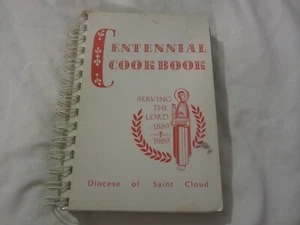 CENTENNIAL
COOKBOOK
SERVING
THE
LORD
1889
1989
Diocese of Saint Cloud